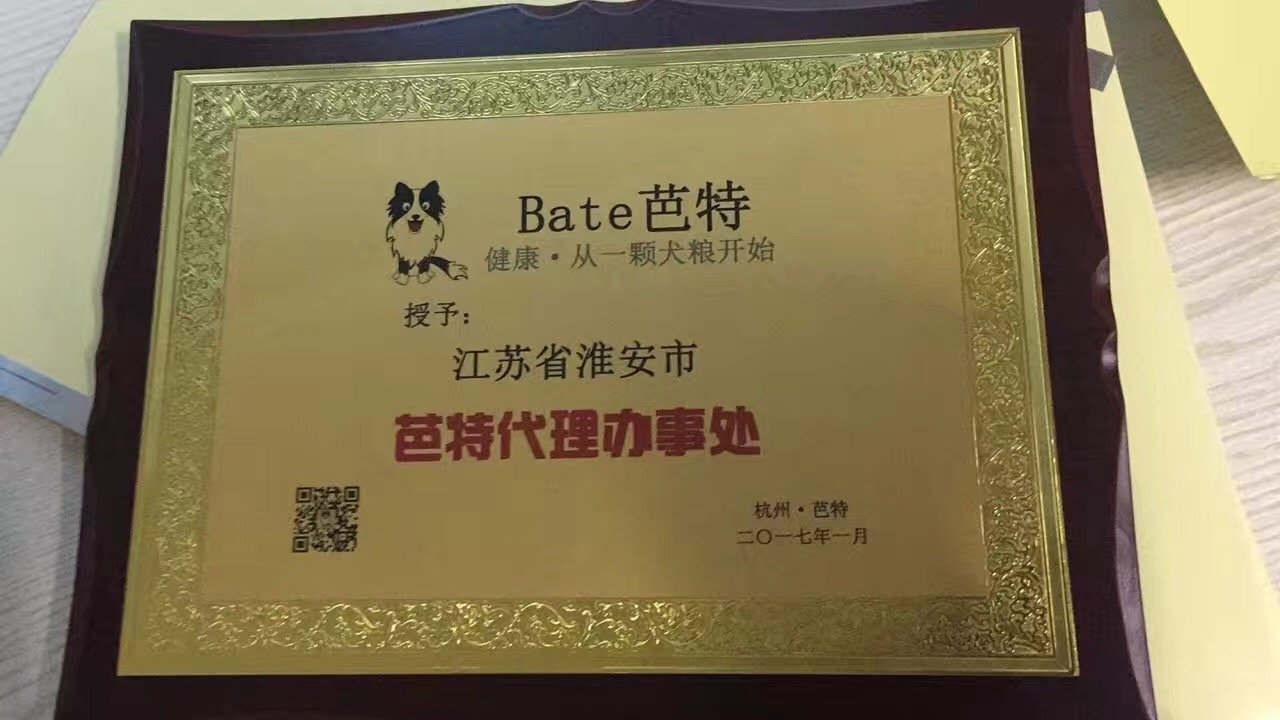 Bate芭特
健康·从一颗犬粮开始
授予：
江苏省淮安市
芭特代理办事处
杭州·芭特
二〇一七年一月